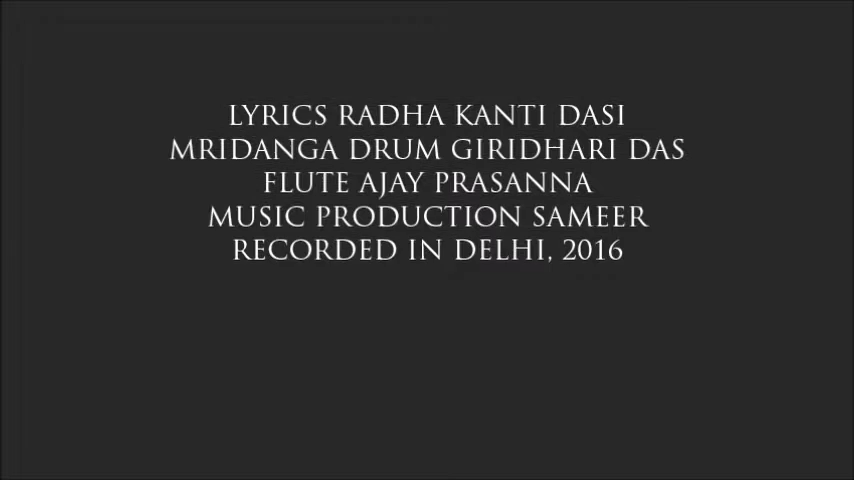 LYRICS RADHA KANTI DASI
MRIDANGA DRUM GIRIDHARI DAS
FLUTE AJAY PRASANNA
MUSIC PRODUCTION SAMEER
RECORDED IN DELHI, 2016